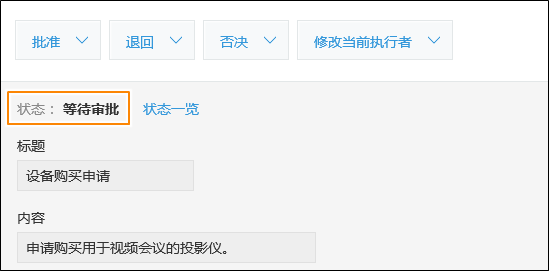 批准 退回 否决 修改当前执行者
状态： 等待审批 状态一览
标题
设备购买申请
内容
申请购买用于视频会议的投影仪。